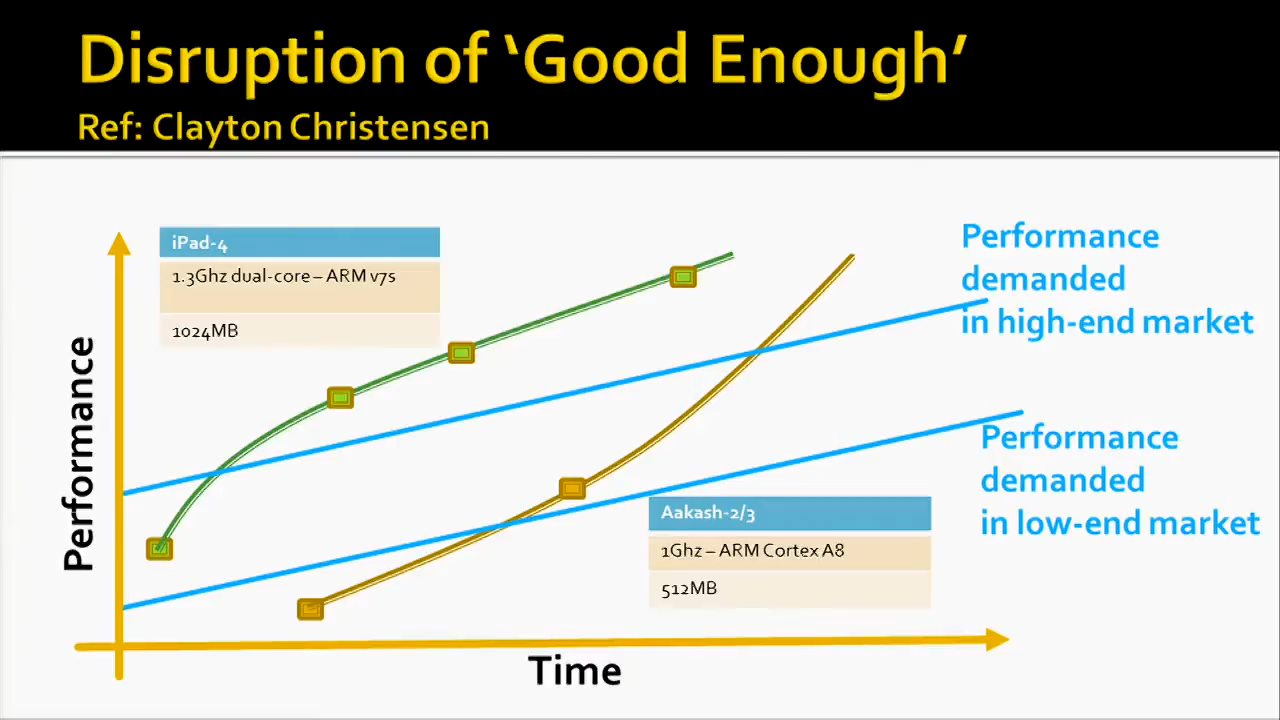 Disruption of ‘Good Enough’
Ref: Clayton Christensen
iPad-4
1.3Ghz dual-core – ARM v7s
1024MB
Performance
demanded
in high-end market
Performance
Performance
demanded
in low-end market
Aakash-2/3
1Ghz – ARM Cortex A8
512MB
Time